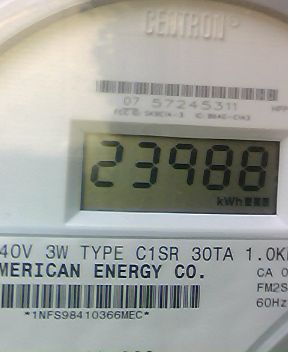 CENTRON
07 57245311
23988
kWh
40V 3W TYPE C1SR 30TA 1.0K
MERICAN ENERGY CO.
CA 0
FM2S
60Hz
*1NFS98410366MEC*